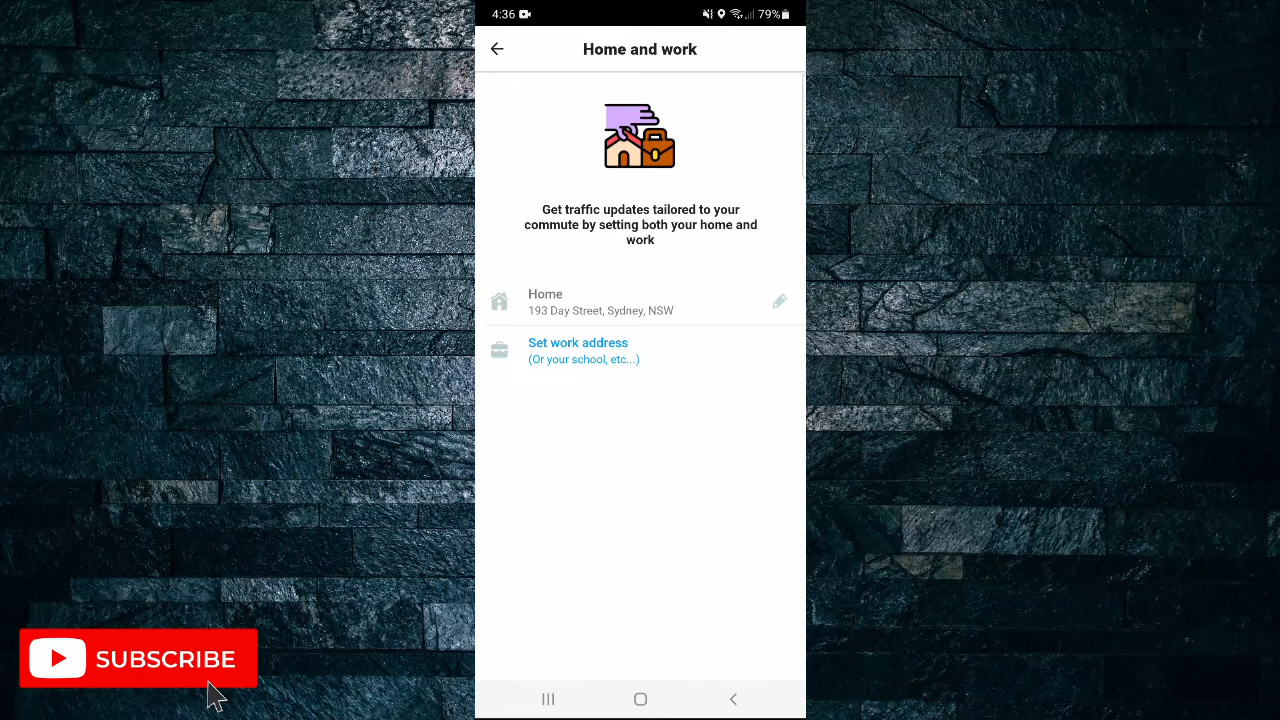 4:36
79%
Home and work
Get traffic updates tailored to your
commute by setting both your home and
work
Home
193 Day Street, Sydney, NSW
Set work address
(Or your school, etc...)
SUBSCRIBE